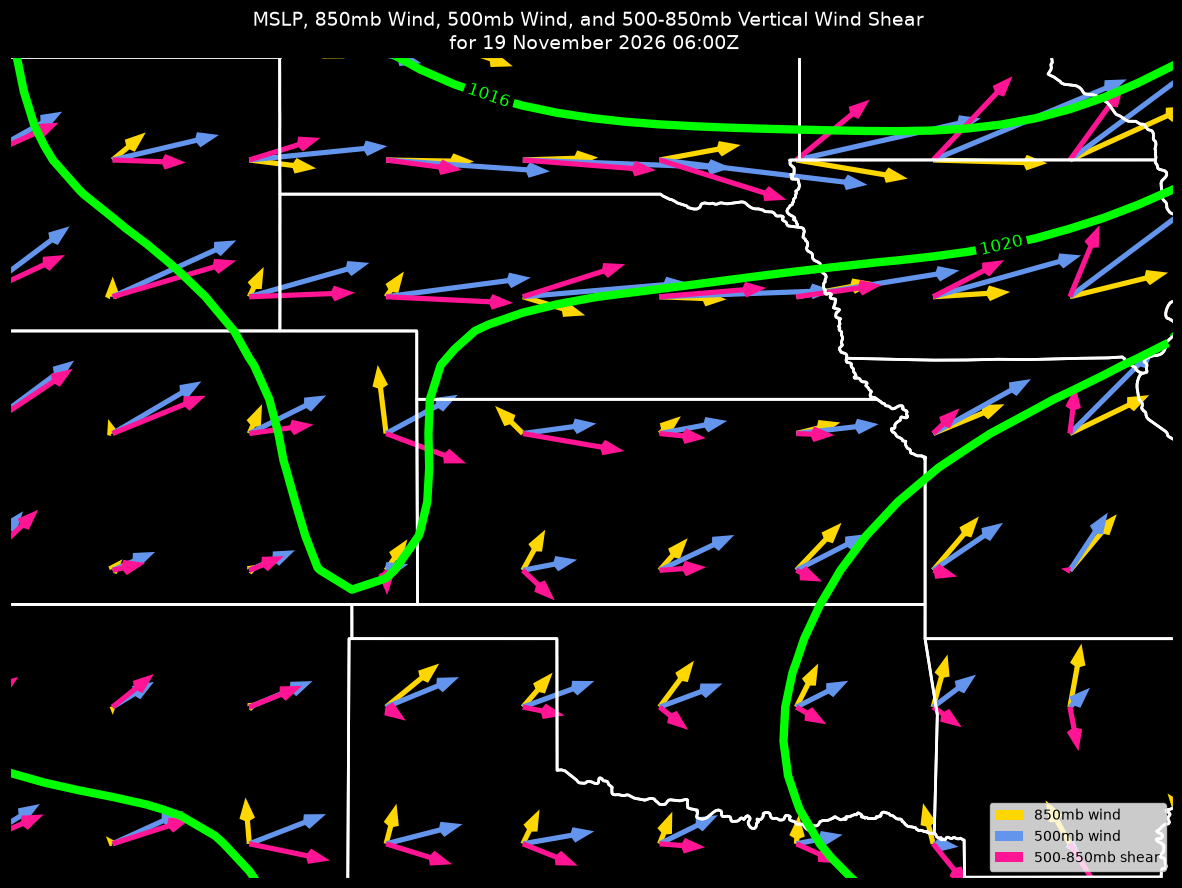 MSLP, 850mb Wind, 500mb Wind, and 500-850mb Vertical Wind Shear
for 19 November 2026 06:00Z
1016
1020
850mb wind
500mb wind
500-850mb shear